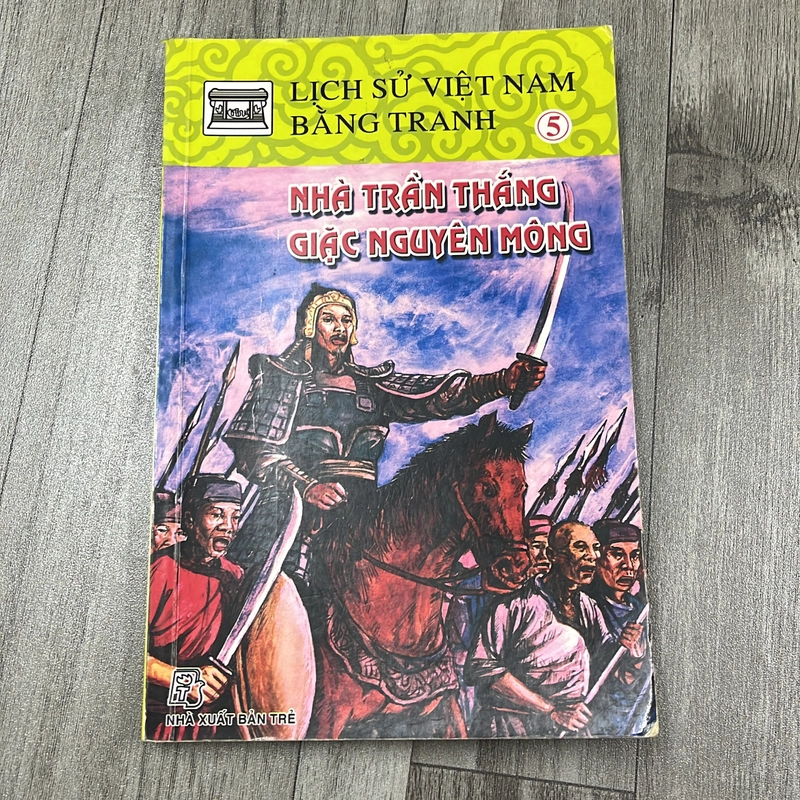 LỊCH SỬ VIỆT NAM
BẰNG TRANH
5
NHÀ TRẦN THẮNG
GIẶC NGUYÊN MÔNG
NHÀ XUẤT BẢN TRẺ